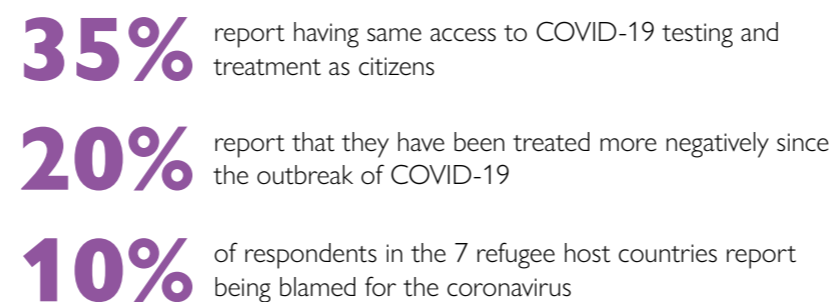 35% report having same access to COVID-19 testing and
treatment as citizens
20% report that they have been treated more negatively since
the outbreak of COVID-19
10% of respondents in the 7 refugee host countries report
being blamed for the coronavirus